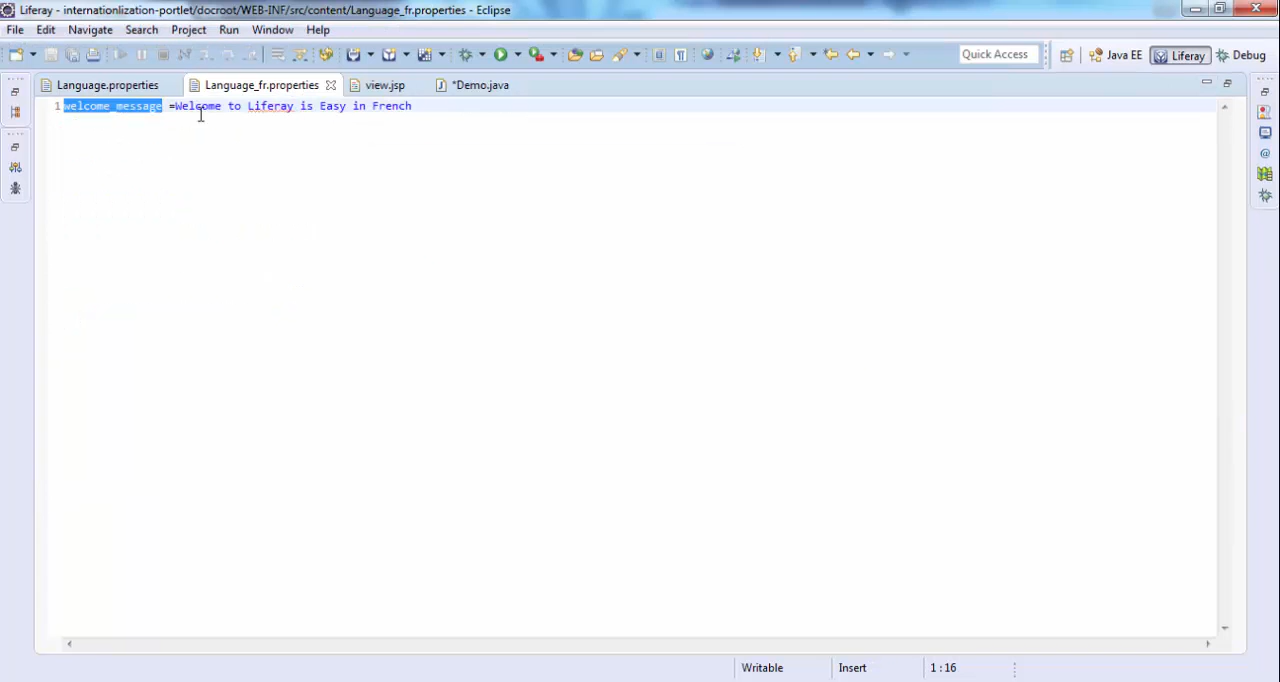 Liferay - internationlization-portlet/docroot/WEB-INF/src/content/Language_fr.properties - Eclipse
File Edit Navigate Search Project Run Window Help
Quick Access Java EE Liferay Debug
Language.properties Language_fr.properties view.jsp *Demo.java
1 welcome_message =Welcome to Liferay is Easy in French
Writable Insert 1 : 16